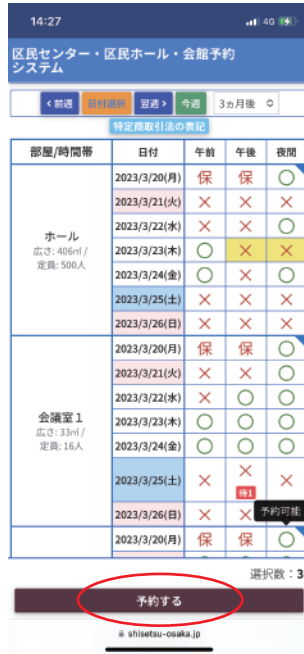 14:27 4G
区民センター・区民ホール・会館予約
システム
<前週 日付選択 翌週> 今週 3ヵ月後
特定商取引法の表記
部屋/時間帯 日付 午前 午後 夜間
ホール
広さ: 406㎡ /
定員: 500人
2023/3/20(月) 保 保 ○
2023/3/21(火) × × ×
2023/3/22(水) × × ○
2023/3/23(木) ○ × ×
2023/3/24(金) ○ × ○
2023/3/25(土) × × ×
2023/3/26(日) × × ×
会議室1
広さ: 33㎡ /
定員: 16人
2023/3/20(月) 保 保 ○
2023/3/21(火) × × ○
2023/3/22(水) × ○ ○
2023/3/23(木) ○ ○ ○
2023/3/24(金) ○ ○ ○
2023/3/25(土) × × ×
待1
2023/3/26(日) × ×
予約可能
2023/3/20(月) 保 保 ○
選択数：3
予約する
shisetsu-osaka.jp